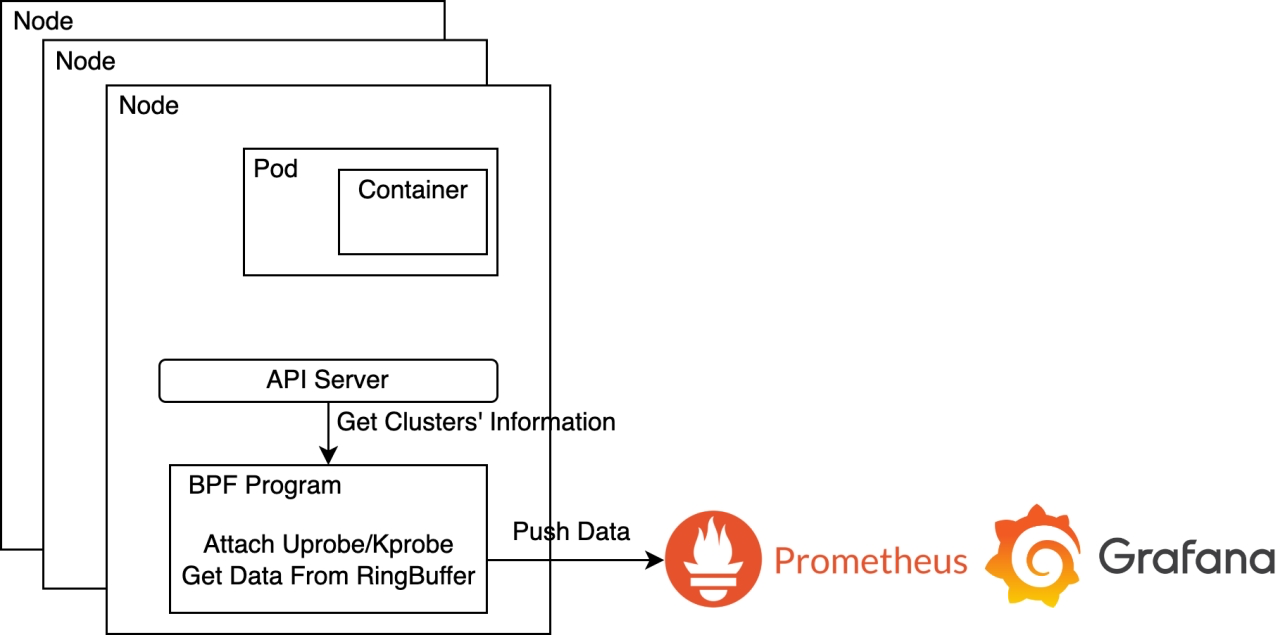 Node
Node
Node
Pod
Container
API Server
Get Clusters' Information
BPF Program
Attach Uprobe/Kprobe
Get Data From RingBuffer
Push Data
Prometheus
Grafana